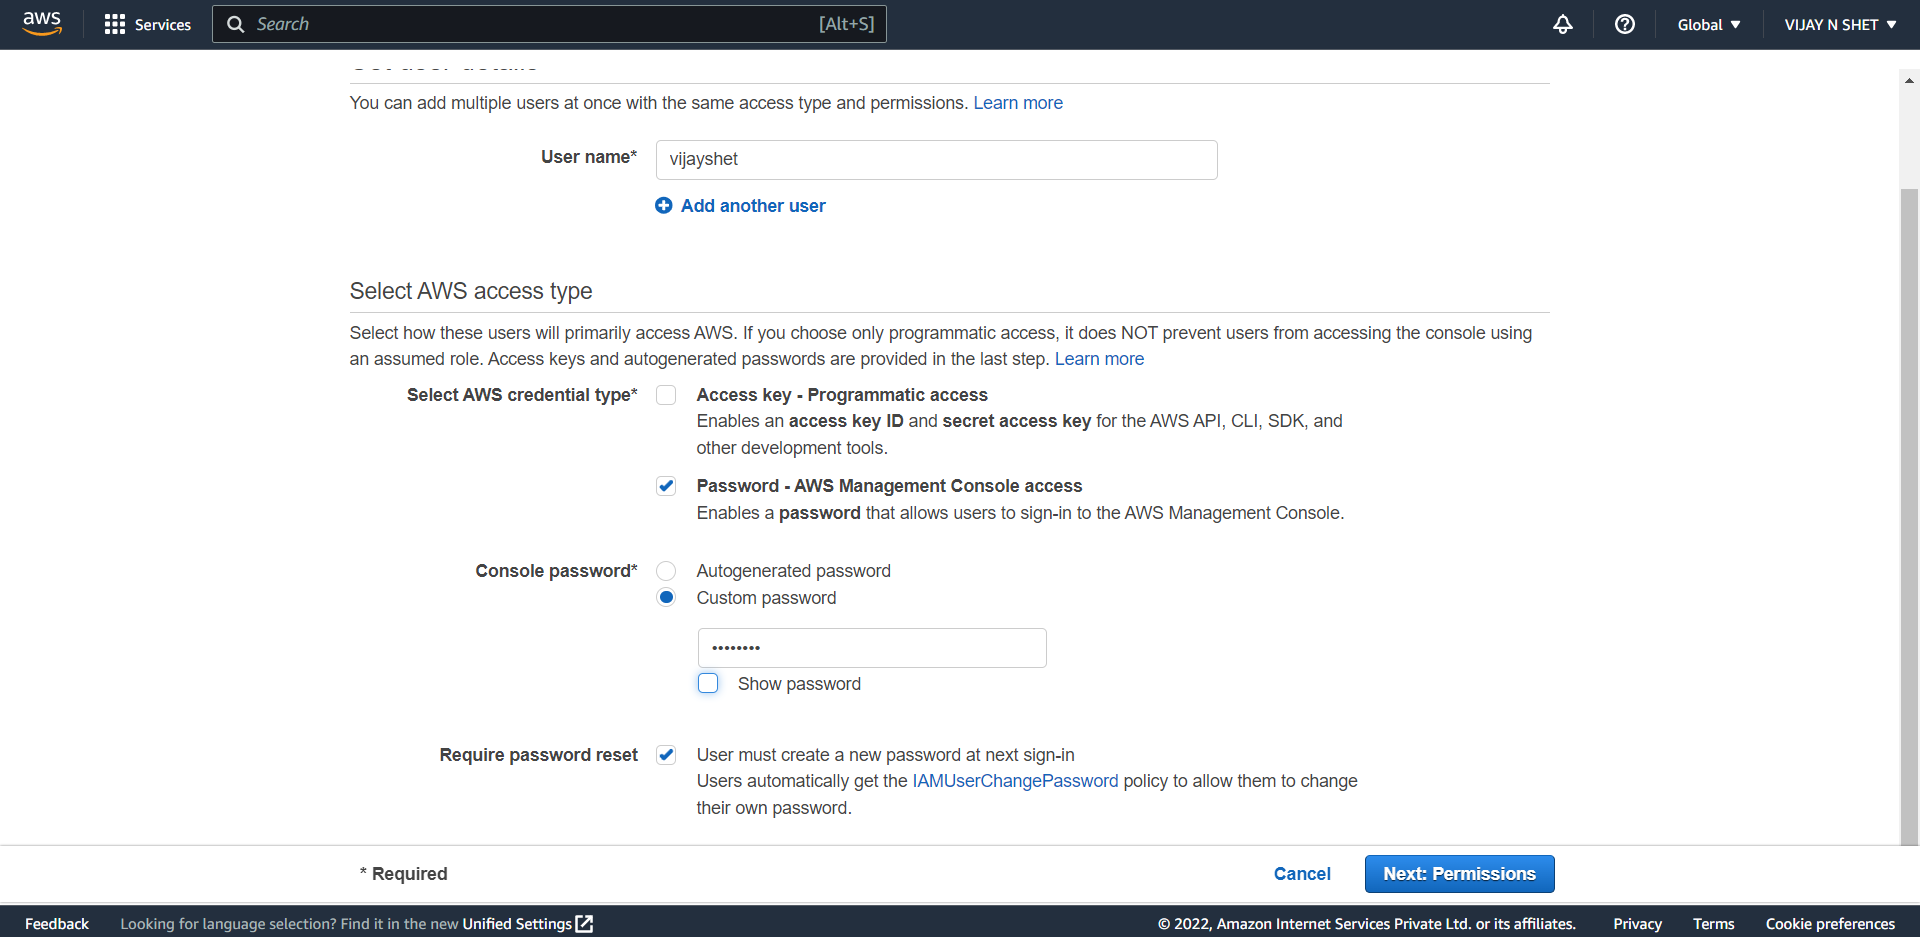 aws
Services
Search
[Alt+S]
Global
VIJAY N SHET
Set user details
You can add multiple users at once with the same access type and permissions. Learn more
User name*
vijayshet
Add another user
Select AWS access type
Select how these users will primarily access AWS. If you choose only programmatic access, it does NOT prevent users from accessing the console using
an assumed role. Access keys and autogenerated passwords are provided in the last step. Learn more
Select AWS credential type*
Access key - Programmatic access
Enables an access key ID and secret access key for the AWS API, CLI, SDK, and
other development tools.
Password - AWS Management Console access
Enables a password that allows users to sign-in to the AWS Management Console.
Console password*
Autogenerated password
Custom password
••••••••
Show password
Require password reset
User must create a new password at next sign-in
Users automatically get the IAMUserChangePassword policy to allow them to change
their own password.
* Required
Cancel
Next: Permissions
Feedback
Looking for language selection? Find it in the new Unified Settings
© 2022, Amazon Internet Services Private Ltd. or its affiliates.
Privacy
Terms
Cookie preferences